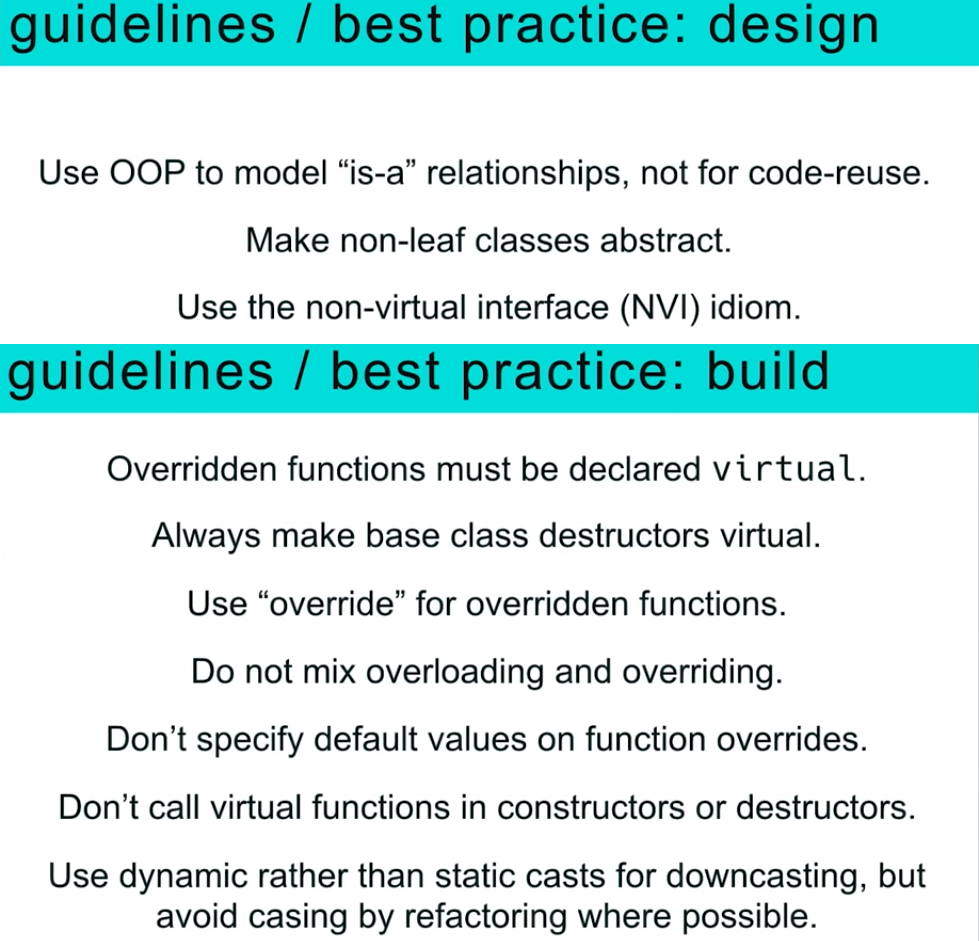 guidelines / best practice: design
Use OOP to model “is-a” relationships, not for code-reuse.
Make non-leaf classes abstract.
Use the non-virtual interface (NVI) idiom.
guidelines / best practice: build
Overridden functions must be declared virtual.
Always make base class destructors virtual.
Use “override” for overridden functions.
Do not mix overloading and overriding.
Don’t specify default values on function overrides.
Don’t call virtual functions in constructors or destructors.
Use dynamic rather than static casts for downcasting, but
avoid casing by refactoring where possible.